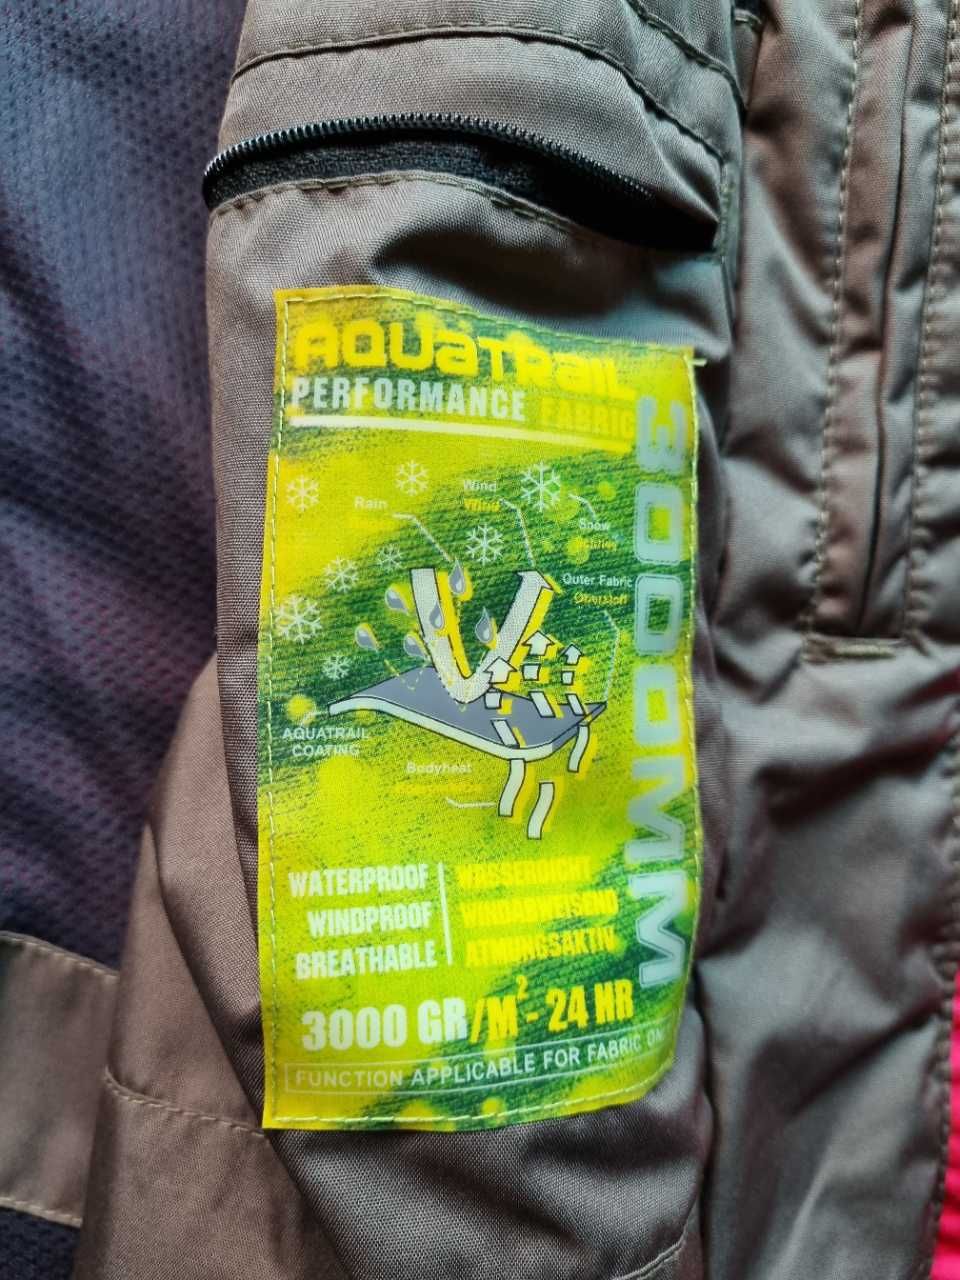 AQUATRAIL
PERFORMANCE FABRIC
3000MM
Rain
Wind
Wind
Snow
Outer Fabric
Oberstoff
AQUATRAIL
COATING
Bodyheat
WATERPROOF
WINDPROOF
BREATHABLE
WASSERDICHT
WINDABWEISEND
ATMUNGSAKTIV
3000 GR/M²- 24 HR
FUNCTION APPLICABLE FOR FABRIC